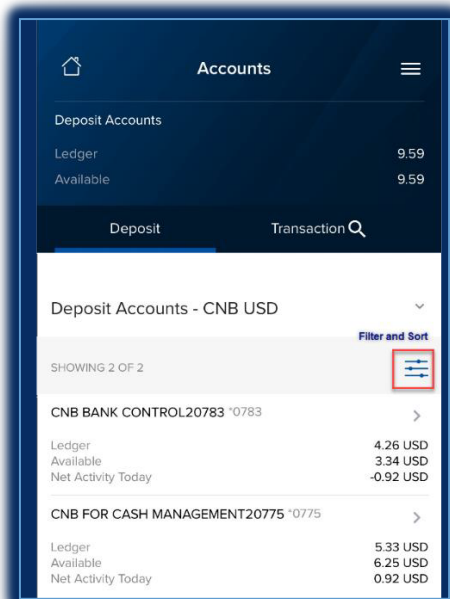 Accounts
Deposit Accounts
Ledger 9.59
Available 9.59
Deposit Transaction
Deposit Accounts - CNB USD
Filter and Sort
SHOWING 2 OF 2
CNB BANK CONTROL20783 *0783
Ledger 4.26 USD
Available 3.34 USD
Net Activity Today -0.92 USD
CNB FOR CASH MANAGEMENT20775 *0775
Ledger 5.33 USD
Available 6.25 USD
Net Activity Today 0.92 USD